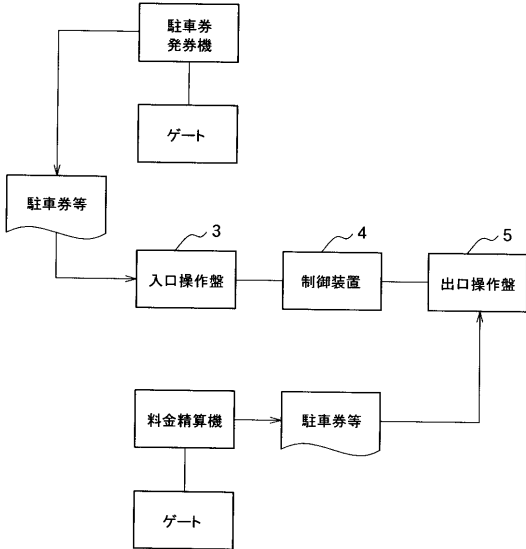 駐車券
発券機
ゲート
駐車券等
3
入口操作盤
4
制御装置
5
出口操作盤
料金精算機
駐車券等
ゲート